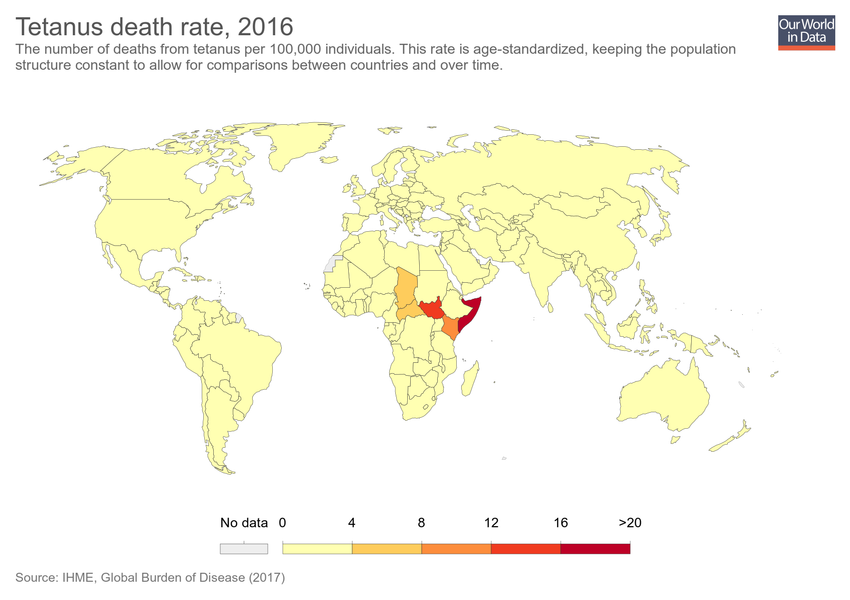 Tetanus death rate, 2016
Our World
in Data
The number of deaths from tetanus per 100,000 individuals. This rate is age-standardized, keeping the population
structure constant to allow for comparisons between countries and over time.
No data 0 4 8 12 16 >20
Source: IHME, Global Burden of Disease (2017)